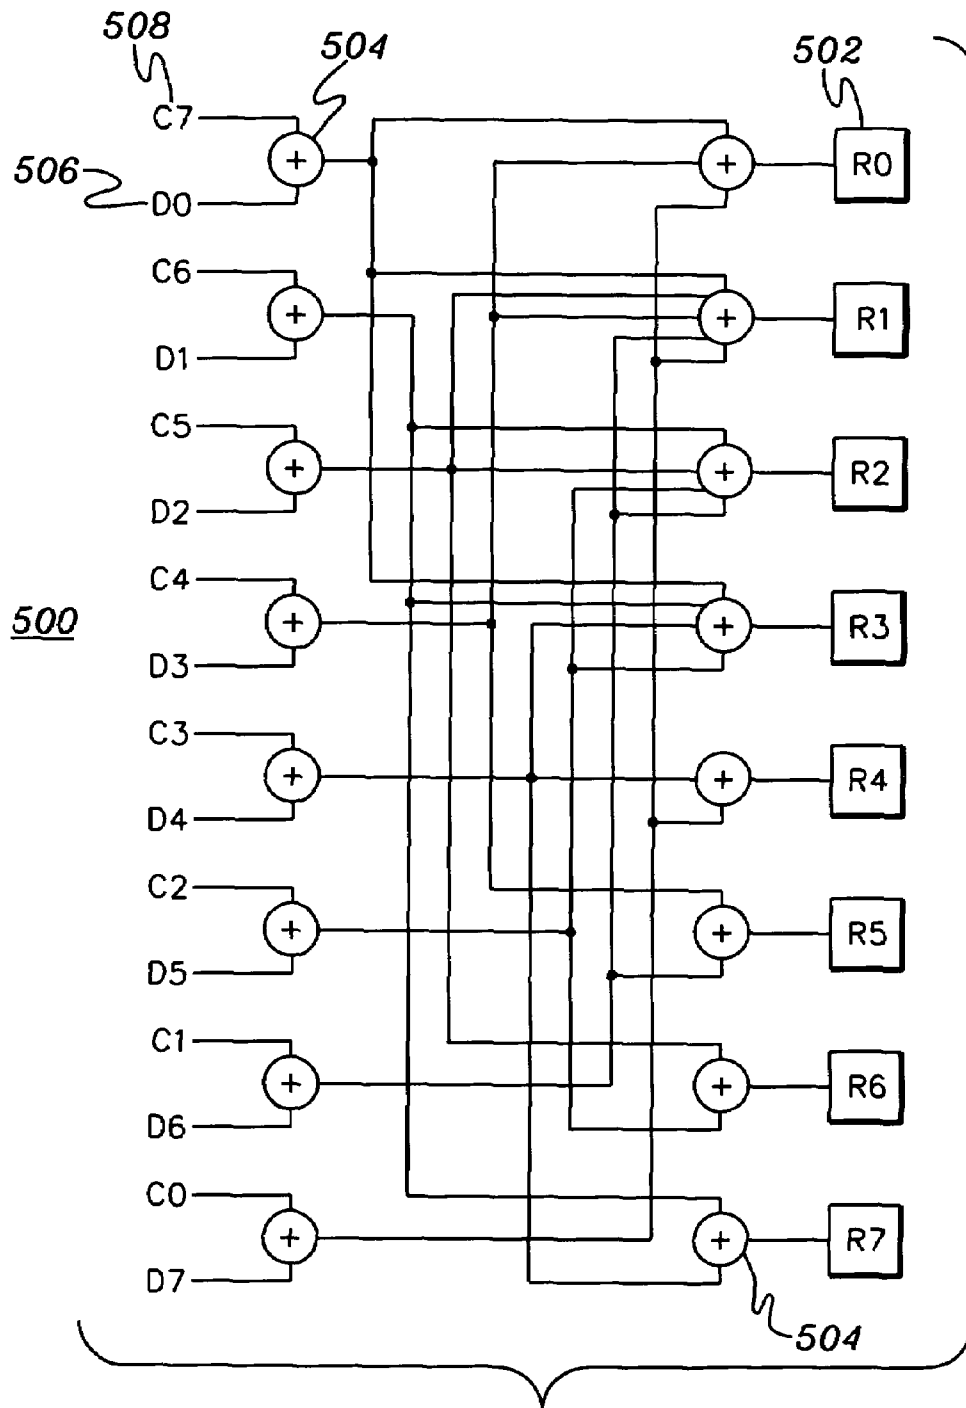 508
504
502
C7
+
+
R0
506
D0
C6
+
+
R1
D1
C5
+
+
R2
D2
C4
+
+
R3
500
D3
C3
+
+
R4
D4
C2
+
+
R5
D5
C1
+
+
R6
D6
C0
+
+
R7
D7
504